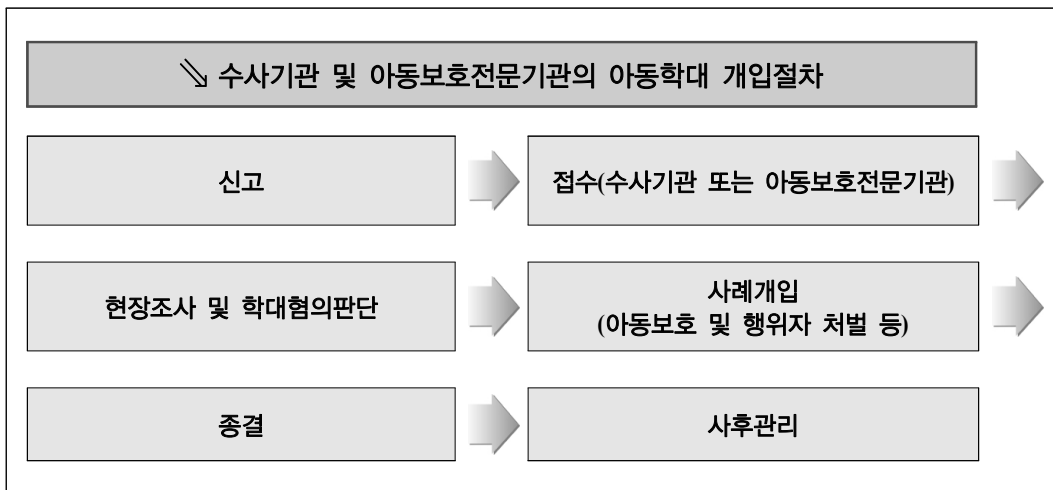 수사기관 및 아동보호전문기관의 아동학대 개입절차
신고
접수(수사기관 또는 아동보호전문기관)
현장조사 및 학대혐의판단
사례개입
(아동보호 및 행위자 처벌 등)
종결
사후관리